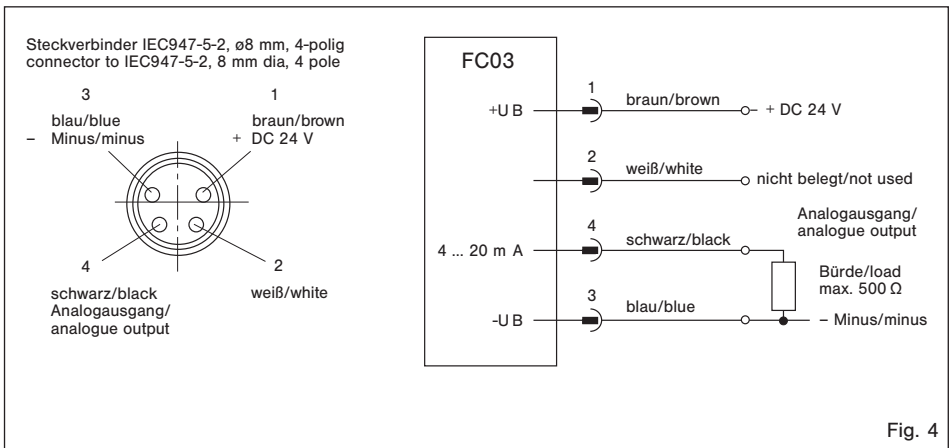 Steckverbinder IEC947-5-2, ø8 mm, 4-polig
connector to IEC947-5-2, 8 mm dia, 4 pole
3
blau/blue
– Minus/minus
1
braun/brown
+ DC 24 V
4
schwarz/black
Analogausgang/
analogue output
2
weiß/white
FC03
+U B
1
braun/brown
– + DC 24 V
2
weiß/white
nicht belegt/not used
4 ... 20 m A
4
schwarz/black
Analogausgang/
analogue output
Bürde/load
max. 500 Ω
-U B
3
blau/blue
– Minus/minus
Fig. 4